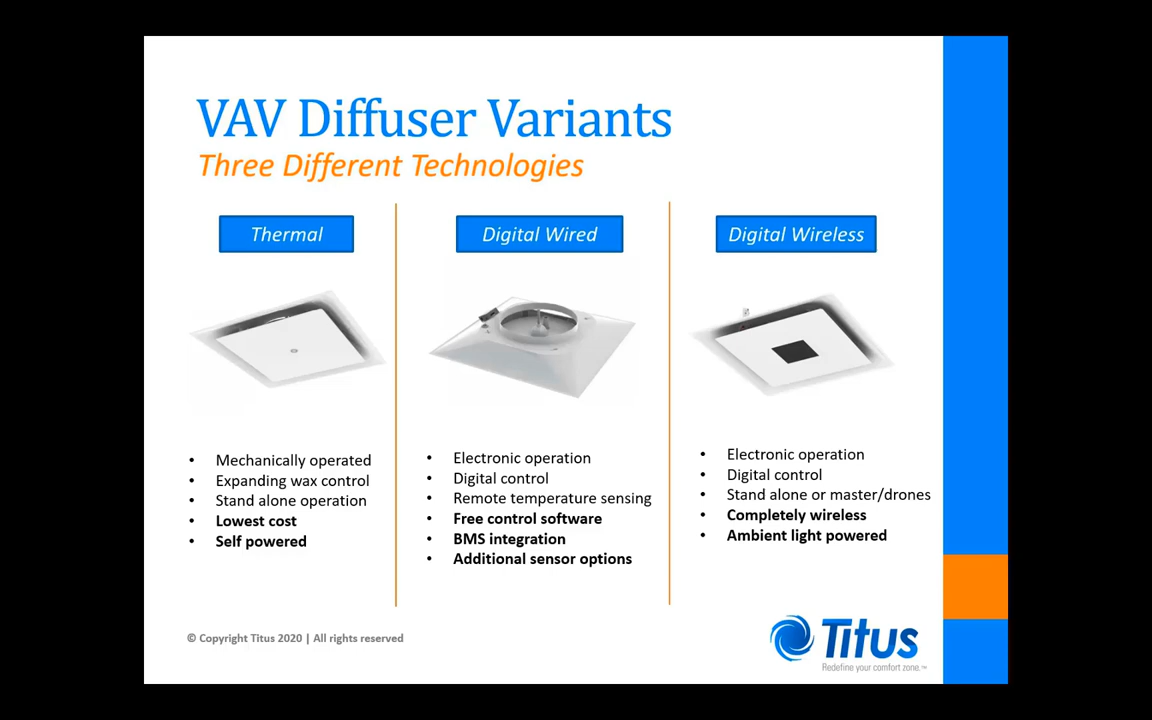 VAV Diffuser Variants
Three Different Technologies
Thermal
• Mechanically operated
• Expanding wax control
• Stand alone operation
• Lowest cost
• Self powered
Digital Wired
• Electronic operation
• Digital control
• Remote temperature sensing
• Free control software
• BMS integration
• Additional sensor options
Digital Wireless
• Electronic operation
• Digital control
• Stand alone or master/drones
• Completely wireless
• Ambient light powered
© Copyright Titus 2020 | All rights reserved
Titus
Redefine your comfort zone.™